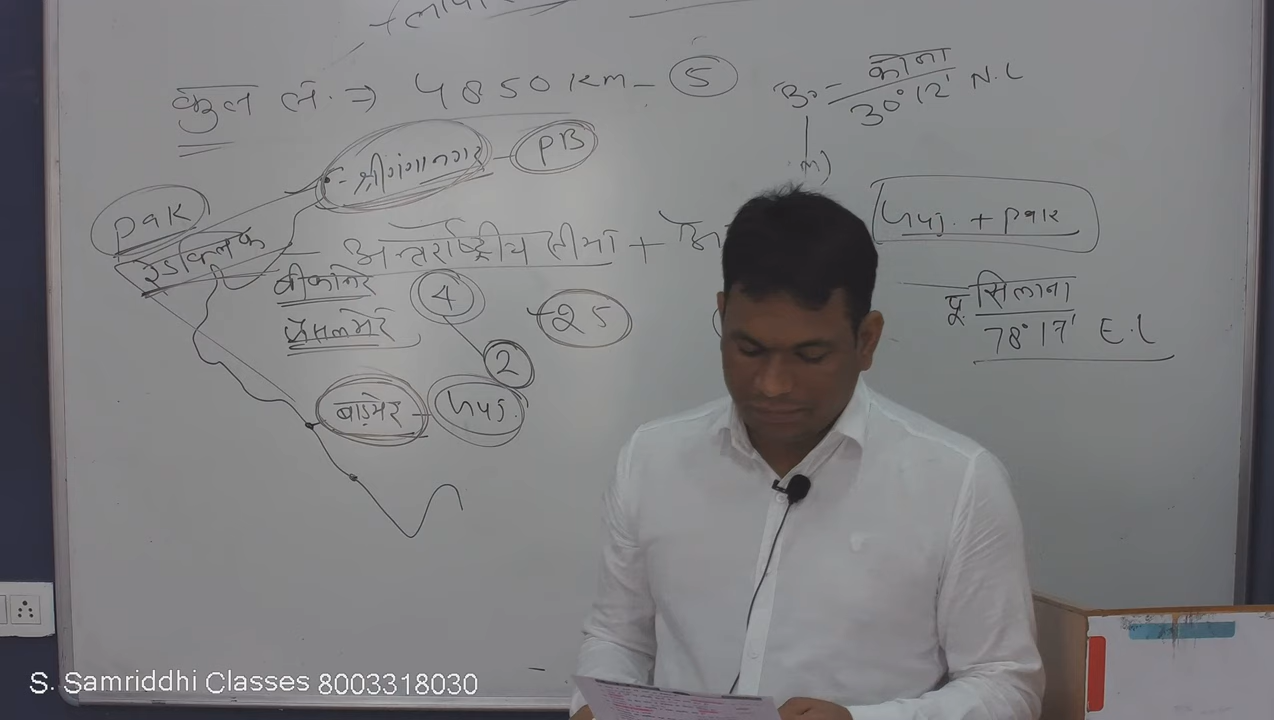 कुल ल. ⇒ 4850 km - 5
उ० - कोना
30° 12' N.L
श्रीगंगानगर - PB
Pak
इंडक्लिक - अन्तर्राष्ट्रीय सीमा +
Guj. + Pak
बीकानेर 4 - 25
जैसलमेर
2
पू. सिलाना
78° 17' E.L
बाड़मेर - Guj.
S. Samriddhi Classes 8003318030